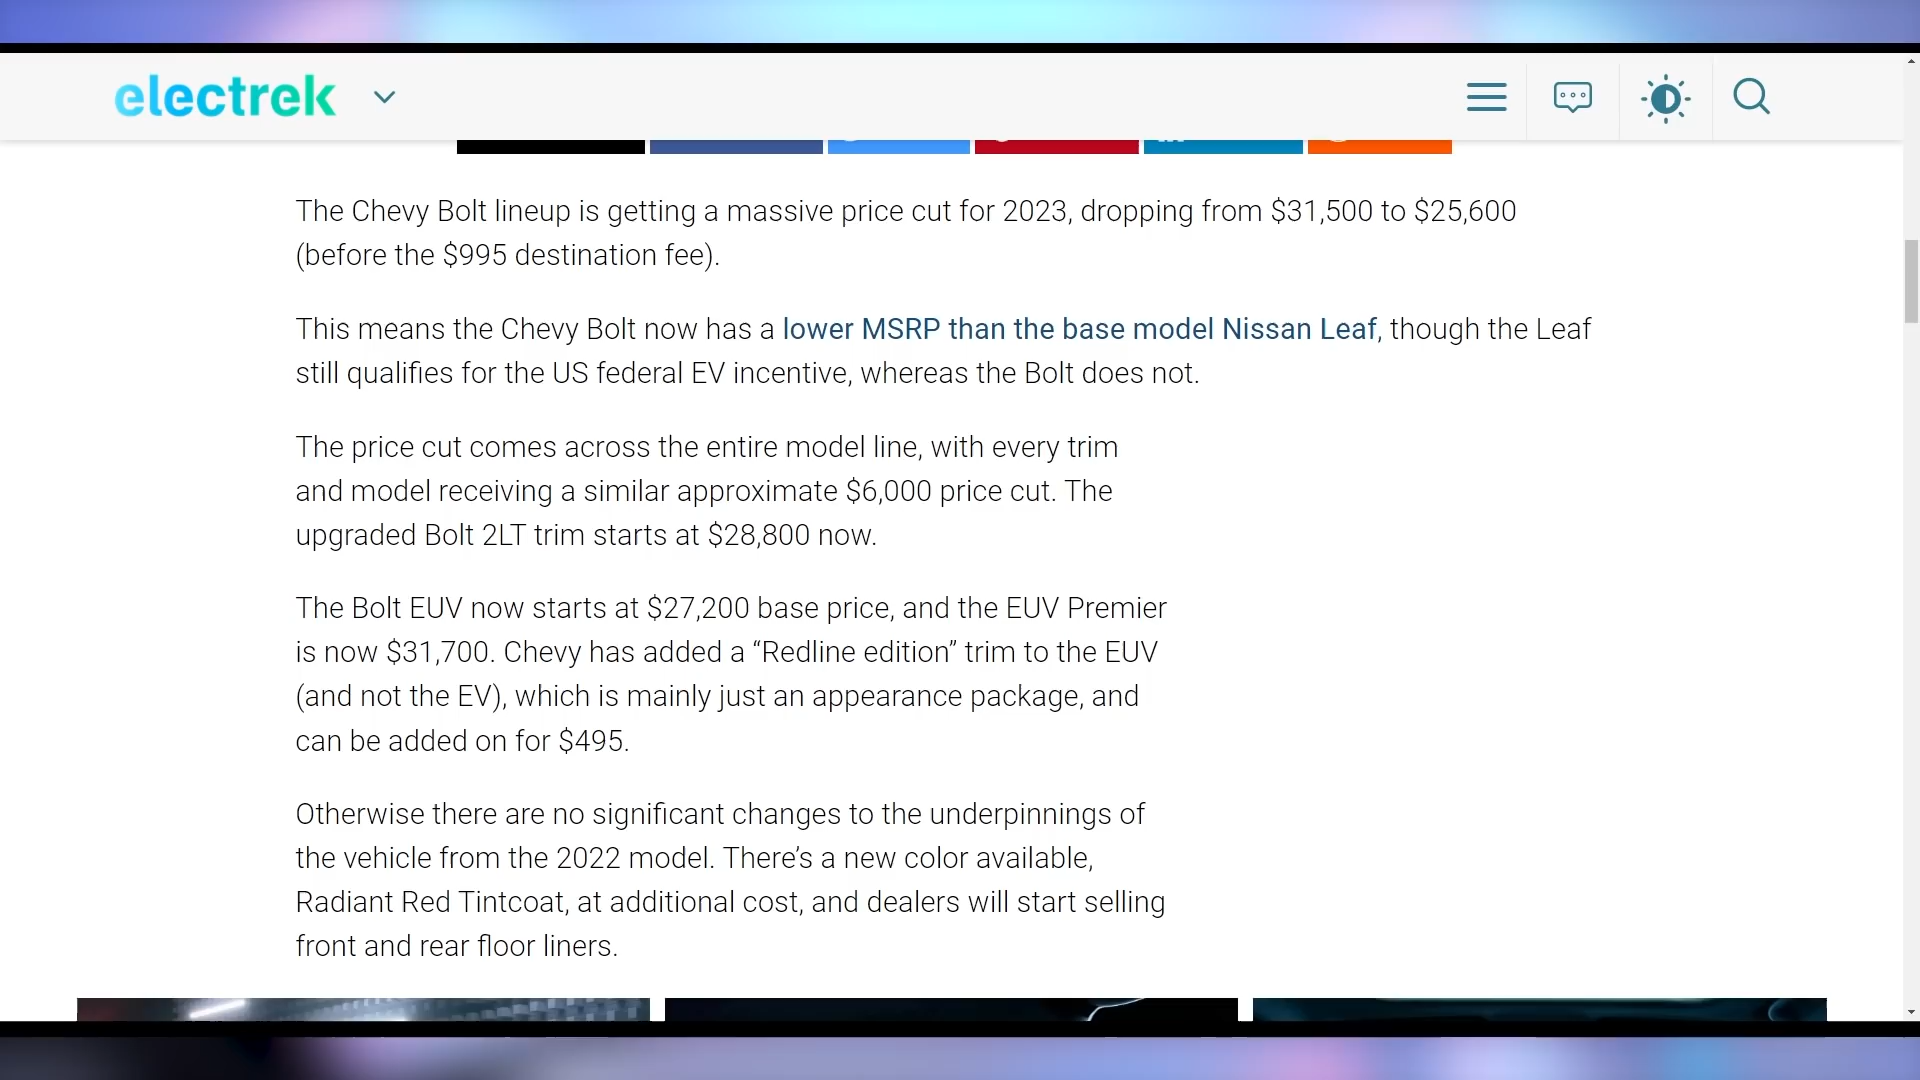 electrek
The Chevy Bolt lineup is getting a massive price cut for 2023, dropping from $31,500 to $25,600
(before the $995 destination fee).
This means the Chevy Bolt now has a lower MSRP than the base model Nissan Leaf, though the Leaf
still qualifies for the US federal EV incentive, whereas the Bolt does not.
The price cut comes across the entire model line, with every trim
and model receiving a similar approximate $6,000 price cut. The
upgraded Bolt 2LT trim starts at $28,800 now.
The Bolt EUV now starts at $27,200 base price, and the EUV Premier
is now $31,700. Chevy has added a “Redline edition” trim to the EUV
(and not the EV), which is mainly just an appearance package, and
can be added on for $495.
Otherwise there are no significant changes to the underpinnings of
the vehicle from the 2022 model. There’s a new color available,
Radiant Red Tintcoat, at additional cost, and dealers will start selling
front and rear floor liners.